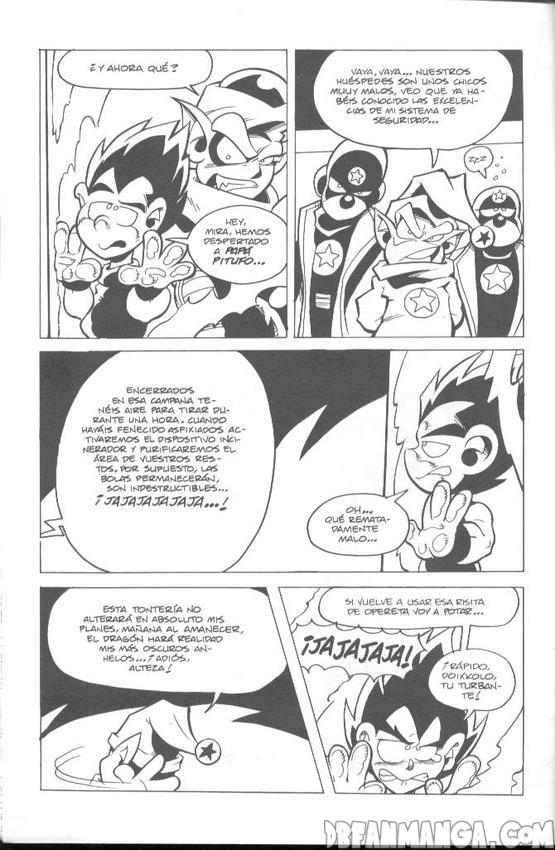 ¿Y AHORA QUÉ?
HEY,
MIRA, HEMOS
DESPERTADO
A PAPÁ
PITUFO...
VAYA, VAYA... NUESTROS
HUÉSPEDES SON UNOS CHICOS
MUUY MALOS, VEO QUE YA HA-
BÉIS CONOCIDO LAS EXCELEN-
CIAS DE MI SISTEMA DE
SEGURIDAD...
ZZZ
ENCERRADOS
EN ESA CAMPANA TE-
NÉIS AIRE PARA TIRAR DU-
RANTE UNA HORA. CUANDO
HAYÁIS FENECIDO ASFIXIADOS AC-
TIVAREMOS EL DISPOSITIVO INCI-
NERADOR Y PURIFICAREMOS EL
ÁREA DE VUESTROS RES-
TOS. POR SUPUESTO, LAS
BOLAS PERMANECERÁN,
SON INDESTRUCTIBLES...
¡JAJAJAJAJAJA...!
OH...
QUÉ REMATA-
DAMENTE
MALO...
ESTA TONTERÍA NO
ALTERARÁ EN ABSOLUTO MIS
PLANES, MAÑANA AL AMANECER,
EL DRAGÓN HARÁ REALIDAD
MIS MÁS OSCUROS AN-
HELOS... ¡ADIÓS,
ALTEZA!
SI VUELVE A USAR ESA RISITA
DE OPERETA VOY A POTAR...
¡JAJAJAJA!
¡RÁPIDO,
DOIXKOLO,
TU TURBAN-
TE!
DBFANMANGA.COM